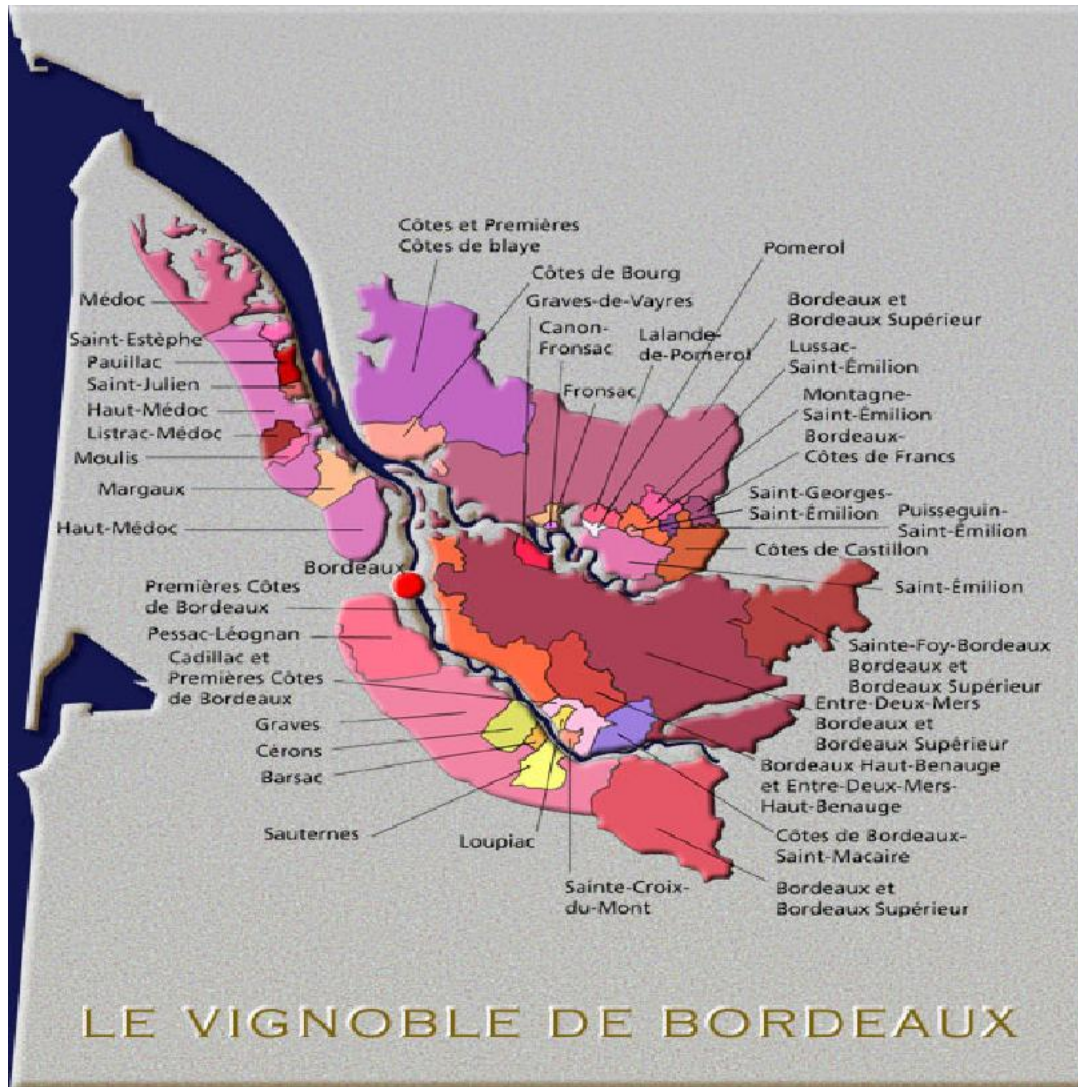 Côtes et Premières
Côtes de blaye
Pomerol
Côtes de Bourg
Graves-de-Vayres
Médoc
Bordeaux et
Bordeaux Supérieur
Canon-
Fronsac
Lalande-
de-Pomerol
Saint-Estèphe
Lussac-
Saint-Émilion
Pauillac
Saint-Julien
Fronsac
Montagne-
Saint-Émilion
Haut-Médoc
Listrac-Médoc
Bordeaux-
Côtes de Francs
Moulis
Margaux
Saint-Georges-
Saint-Émilion
Puisseguin-
Saint-Émilion
Haut-Médoc
Côtes de Castillon
Bordeaux
Saint-Émilion
Premières Côtes
de Bordeaux
Pessac-Léognan
Sainte-Foy-Bordeaux
Bordeaux et
Bordeaux Supérieur
Cadillac et
Premières Côtes
de Bordeaux
Entre-Deux-Mers
Bordeaux et
Bordeaux Supérieur
Graves
Cérons
Barsac
Bordeaux Haut-Benauge
et Entre-Deux-Mers-
Haut-Benauge
Sauternes
Loupiac
Côtes de Bordeaux-
Saint-Macaire
Sainte-Croix-
du-Mont
Bordeaux et
Bordeaux Supérieur
LE VIGNOBLE DE BORDEAUX